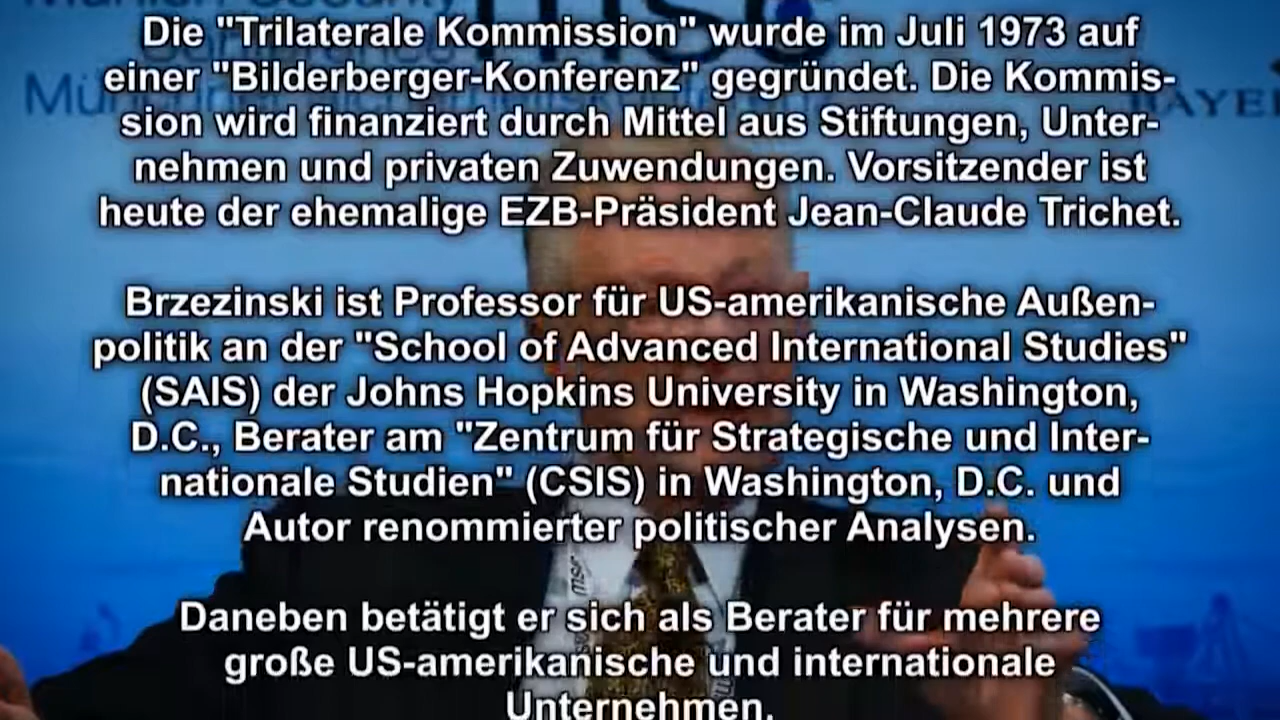 Die "Trilaterale Kommission" wurde im Juli 1973 auf
einer "Bilderberger-Konferenz" gegründet. Die Kommis-
sion wird finanziert durch Mittel aus Stiftungen, Unter-
nehmen und privaten Zuwendungen. Vorsitzender ist
heute der ehemalige EZB-Präsident Jean-Claude Trichet.
Brzezinski ist Professor für US-amerikanische Außen-
politik an der "School of Advanced International Studies"
(SAIS) der Johns Hopkins University in Washington,
D.C., Berater am "Zentrum für Strategische und Inter-
nationale Studien" (CSIS) in Washington, D.C. und
Autor renommierter politischer Analysen.
Daneben betätigt er sich als Berater für mehrere
große US-amerikanische und internationale
Unternehmen.
msc